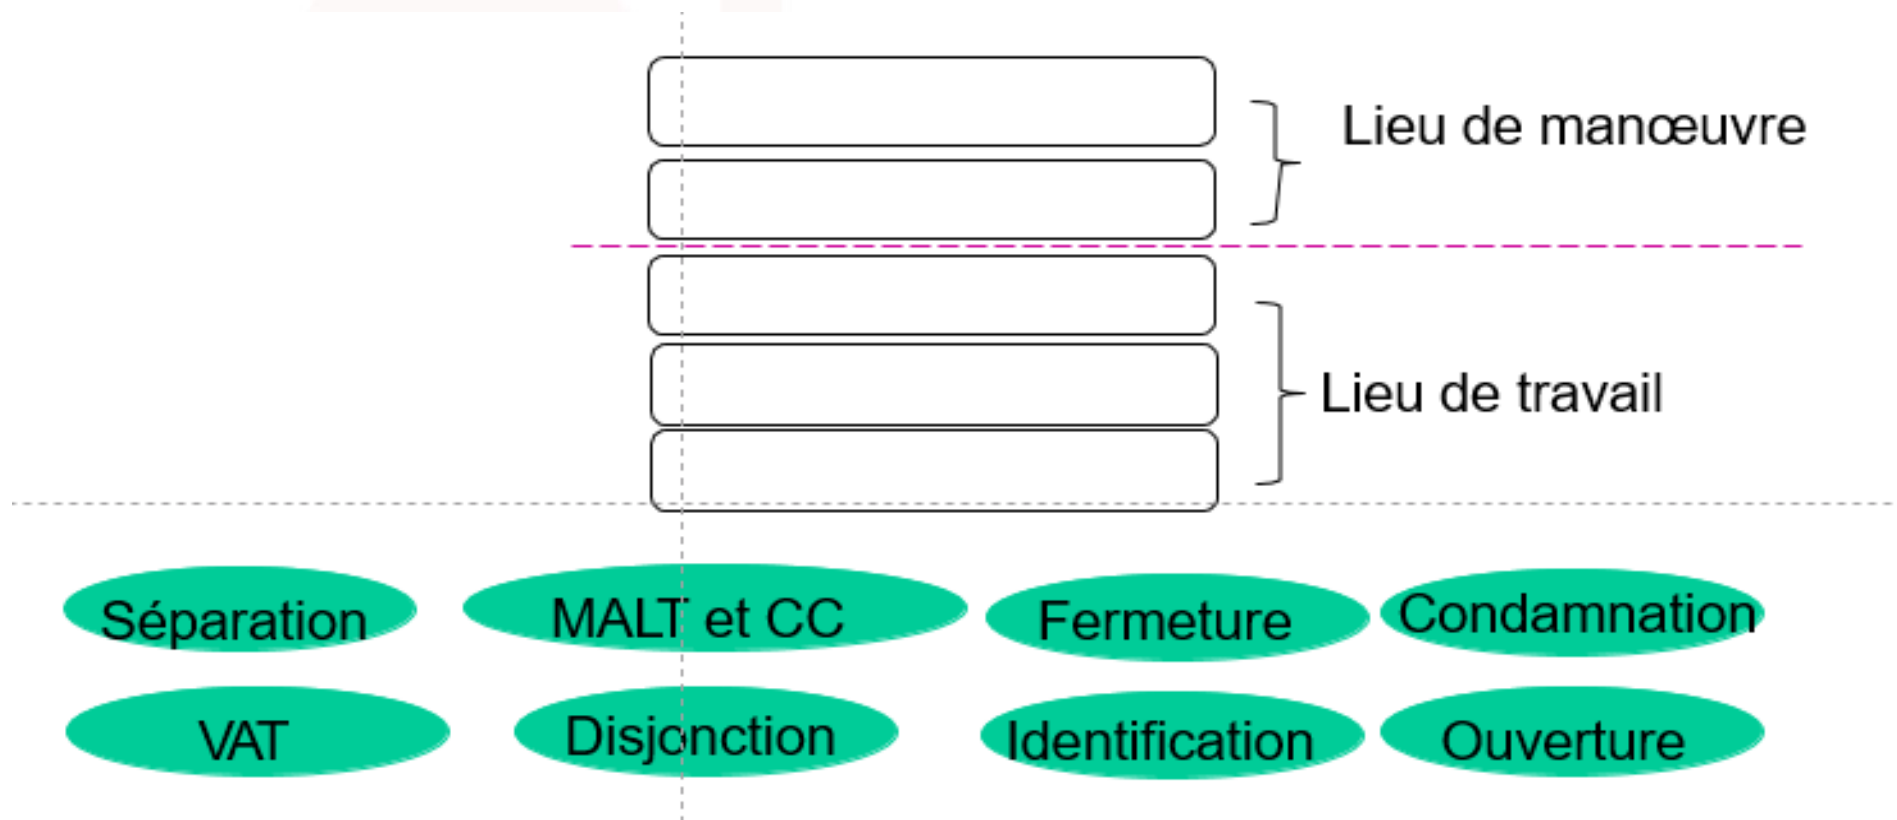 Lieu de manœuvre
Lieu de travail
Séparation
MALT et CC
Fermeture
Condamnation
VAT
Disjonction
Identification
Ouverture